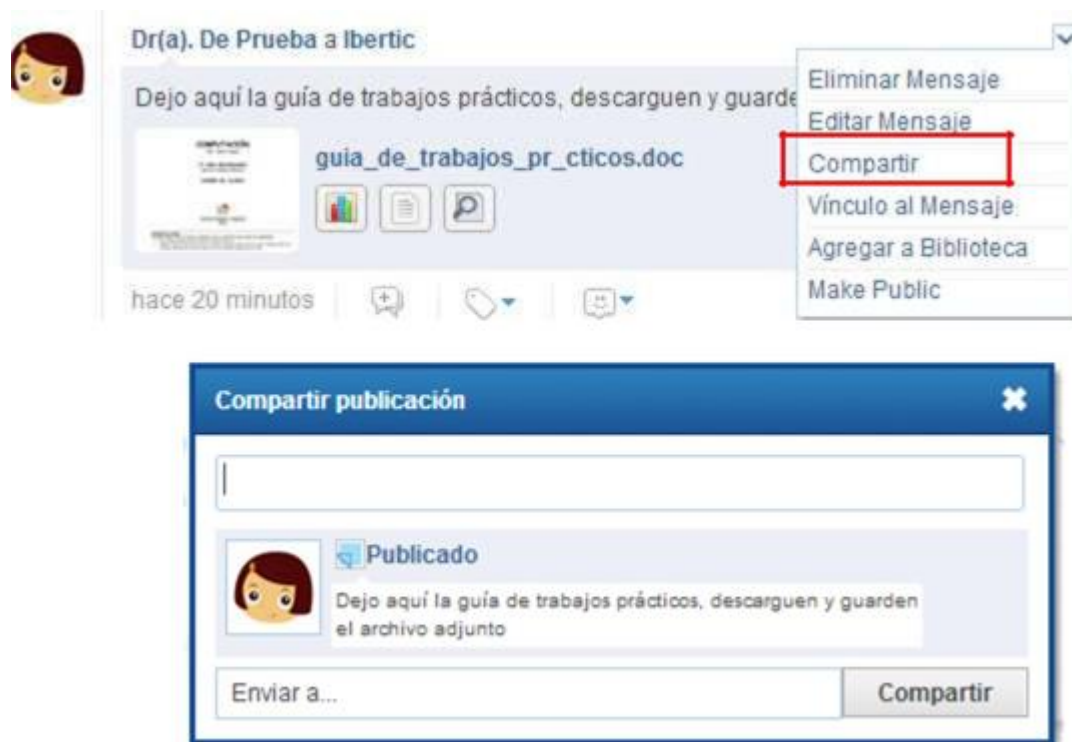 Dr(a). De Prueba a Ibertic
Dejo aquí la guía de trabajos prácticos, descarguen y guarde
guia_de_trabajos_pr_cticos.doc
hace 20 minutos
Eliminar Mensaje
Editar Mensaje
Compartir
Vínculo al Mensaje
Agregar a Biblioteca
Make Public
Compartir publicación
Publicado
Dejo aquí la guía de trabajos prácticos, descarguen y guarden
el archivo adjunto
Enviar a...
Compartir